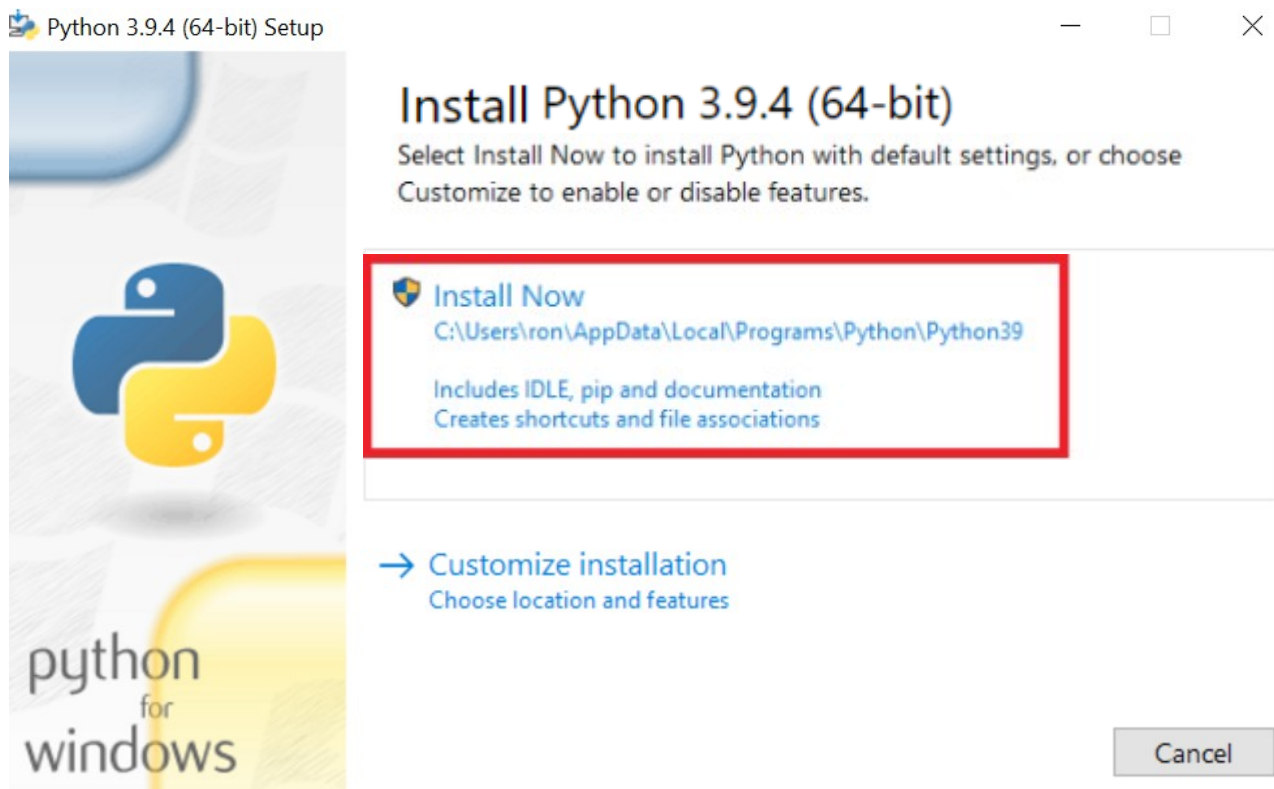 Python 3.9.4 (64-bit) Setup
Install Python 3.9.4 (64-bit)
Select Install Now to install Python with default settings, or choose
Customize to enable or disable features.
Install Now
C:\Users\ron\AppData\Local\Programs\Python\Python39
Includes IDLE, pip and documentation
Creates shortcuts and file associations
Customize installation
Choose location and features
python
for
windows
Cancel